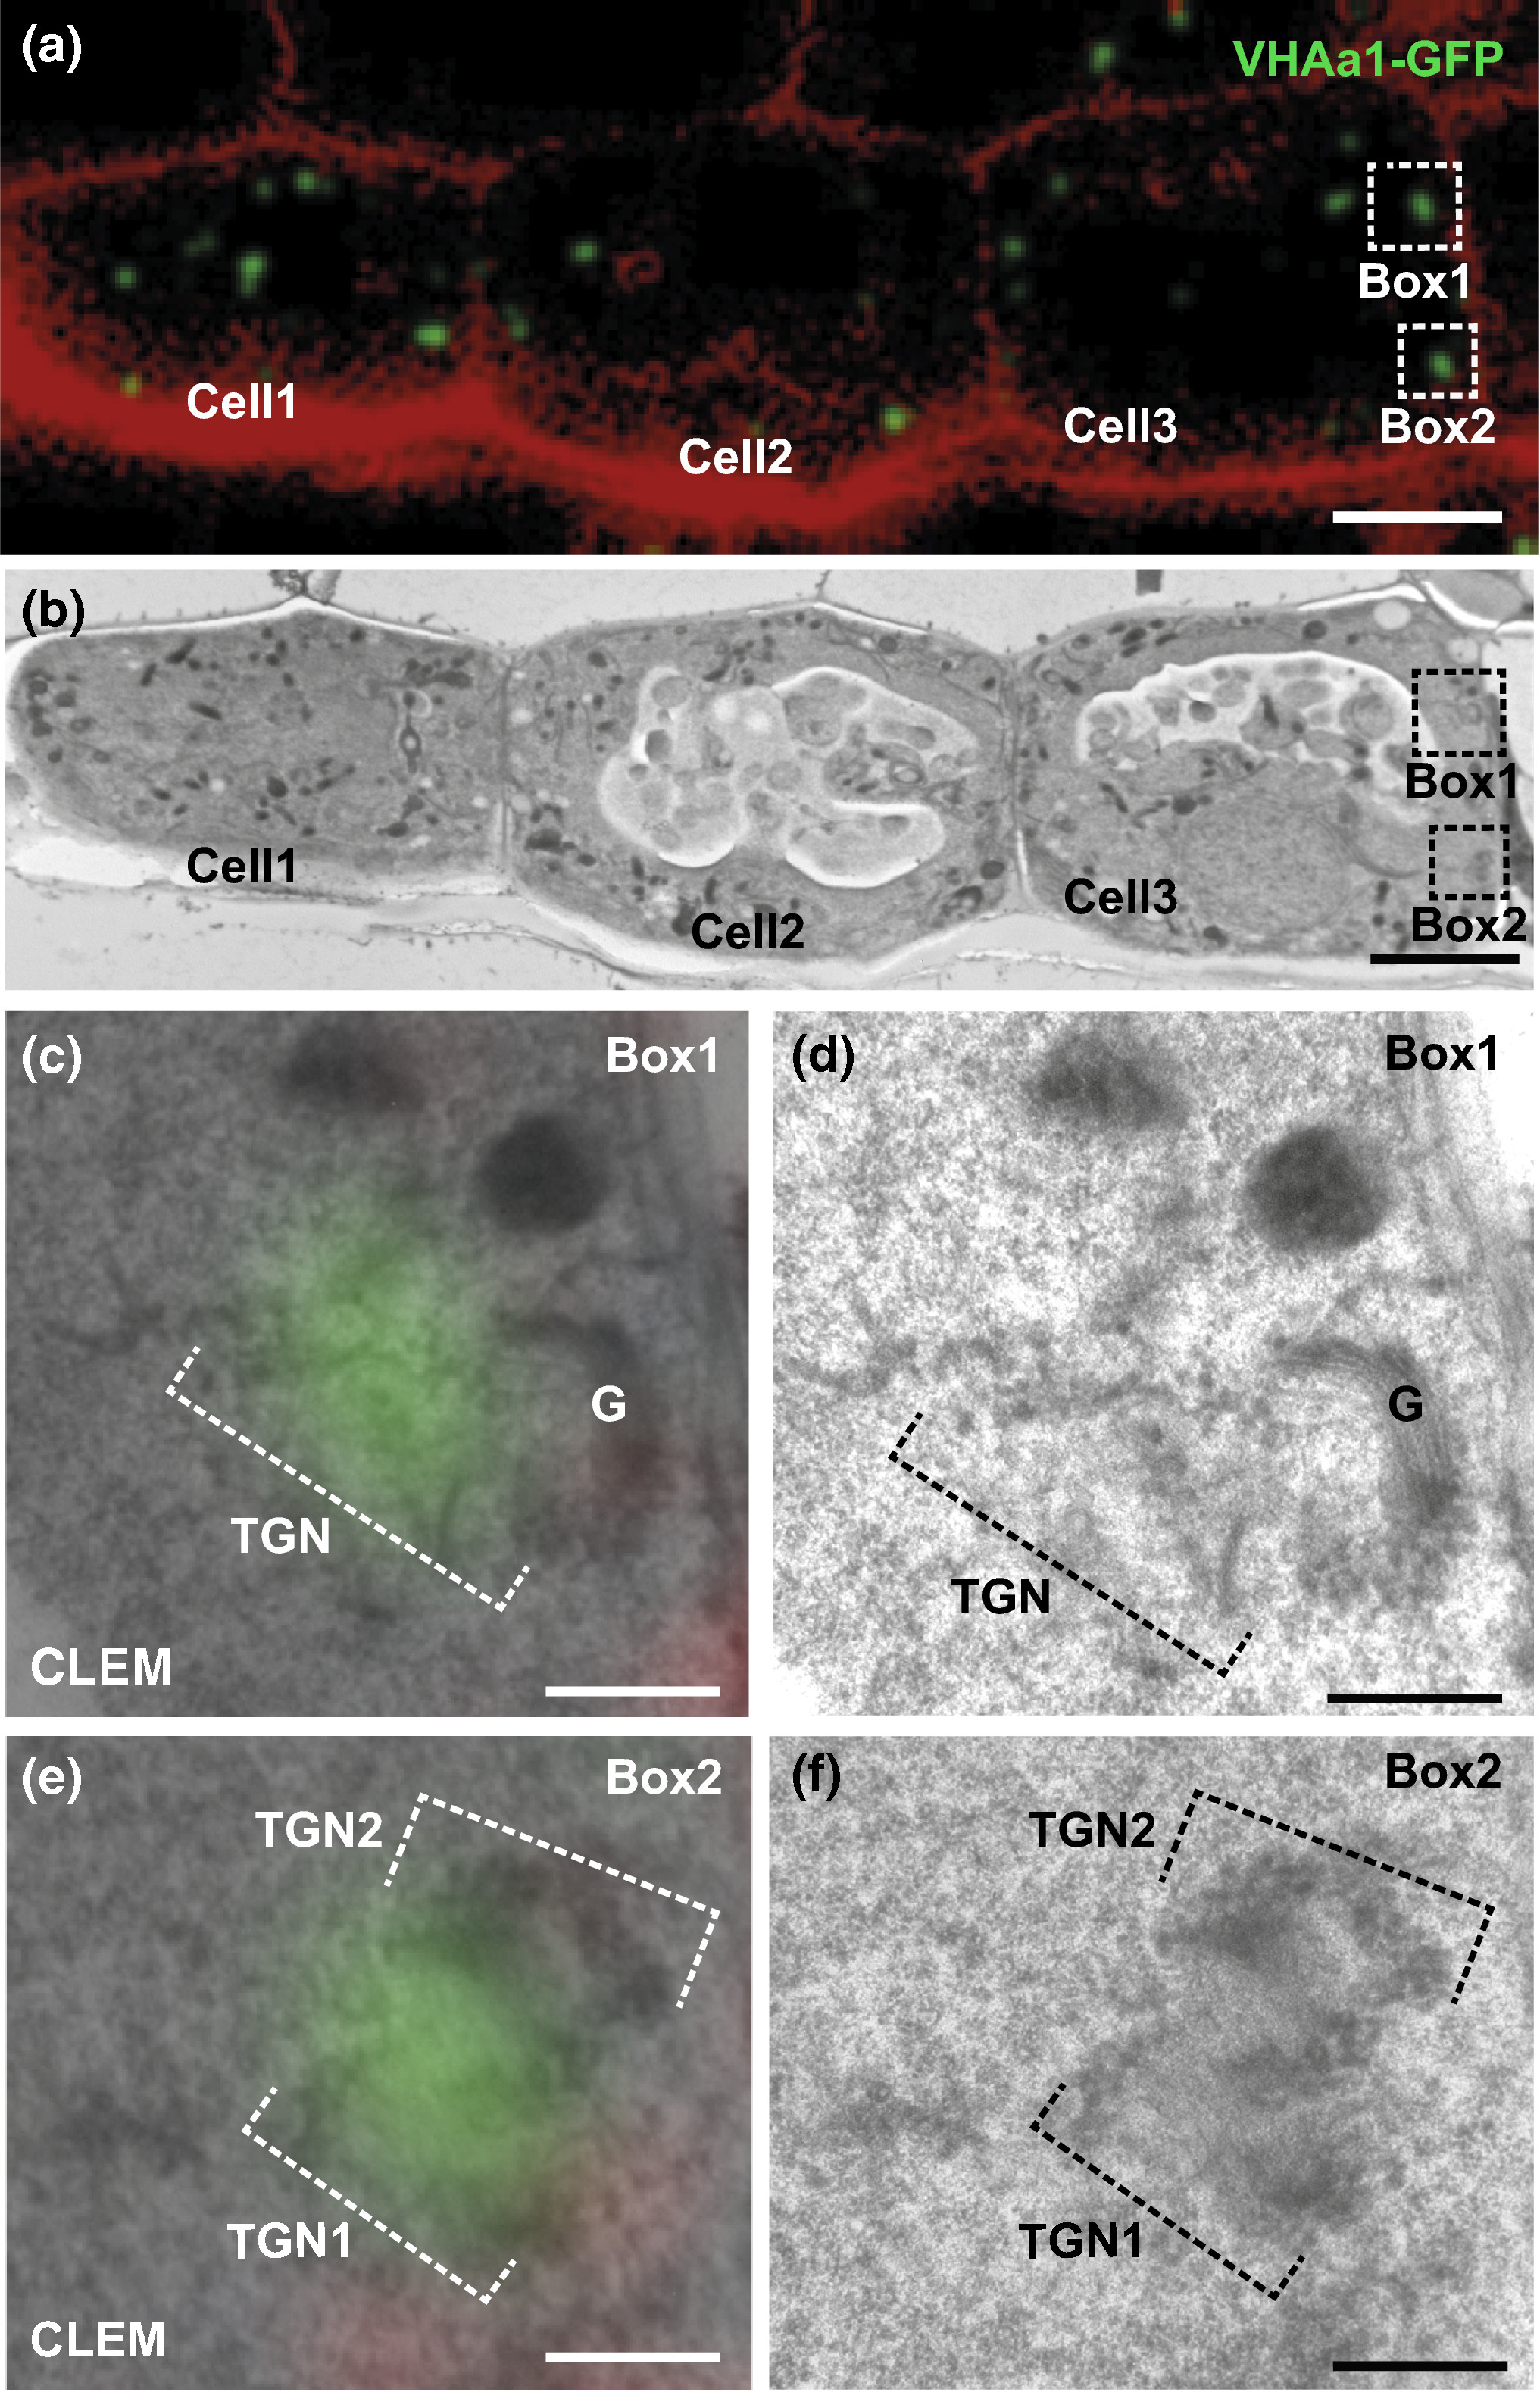 (a)
VHAa1-GFP
Box1
Cell1
Cell2
Cell3
Box2
(b)
Box1
Cell1
Cell2
Cell3
Box2
(c)
Box1
G
TGN
CLEM
(d)
Box1
G
TGN
(e)
Box2
TGN2
TGN1
CLEM
(f)
Box2
TGN2
TGN1